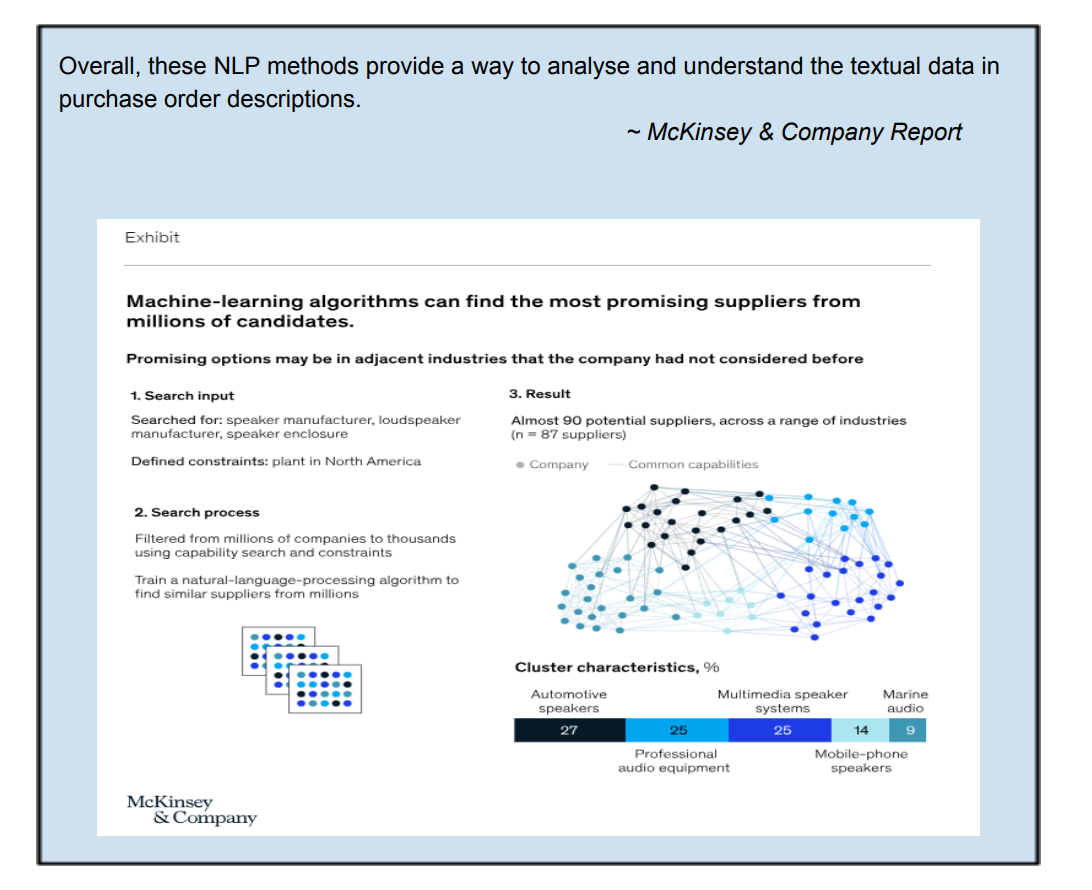 Overall, these NLP methods provide a way to analyse and understand the textual data in
purchase order descriptions.
~ McKinsey & Company Report
Exhibit
Machine-learning algorithms can find the most promising suppliers from
millions of candidates.
Promising options may be in adjacent industries that the company had not considered before
1. Search input
Searched for: speaker manufacturer, loudspeaker
manufacturer, speaker enclosure
Defined constraints: plant in North America
2. Search process
Filtered from millions of companies to thousands
using capability search and constraints
Train a natural-language-processing algorithm to
find similar suppliers from millions
3. Result
Almost 90 potential suppliers, across a range of industries
(n = 87 suppliers)
Company Common capabilities
Cluster characteristics, %
Automotive
speakers
Multimedia speaker
systems
Marine
audio
27 25 25 14 9
Professional
audio equipment
Mobile-phone
speakers
McKinsey
& Company